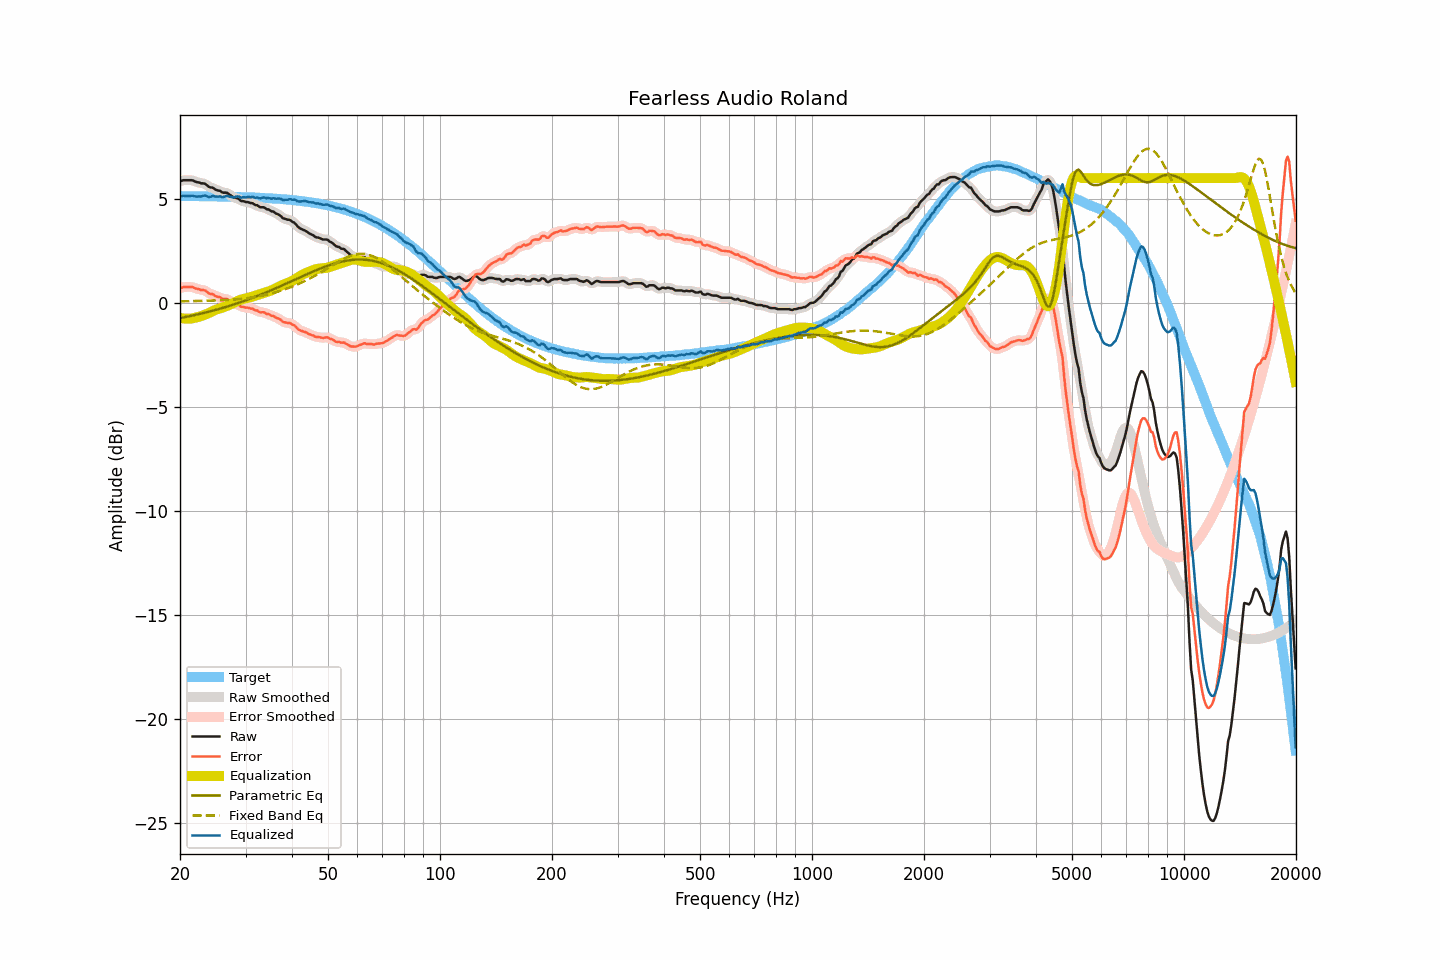 Fearless Audio Roland
Amplitude (dBr)
5
0
−5
−10
−15
−20
−25
Target
Raw Smoothed
Error Smoothed
Raw
Error
Equalization
Parametric Eq
Fixed Band Eq
Equalized
20 50 100 200 500 1000 2000 5000 10000 20000
Frequency (Hz)